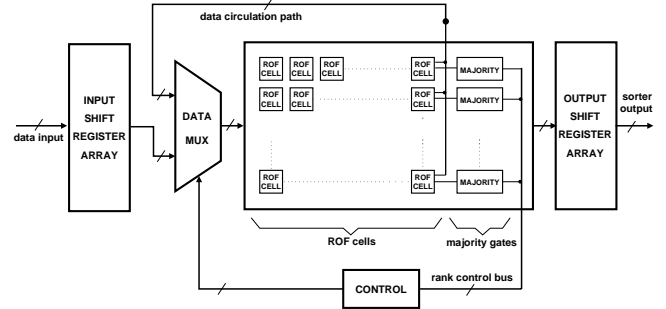 data circulation path
ROF CELL ROF CELL ROF CELL ROF CELL MAJORITY
ROF CELL ROF CELL ROF CELL MAJORITY
ROF CELL ROF CELL MAJORITY
INPUT
SHIFT
REGISTER
ARRAY
data input
DATA
MUX
OUTPUT
SHIFT
REGISTER
ARRAY
sorter
output
ROF cells
majority gates
CONTROL
rank control bus